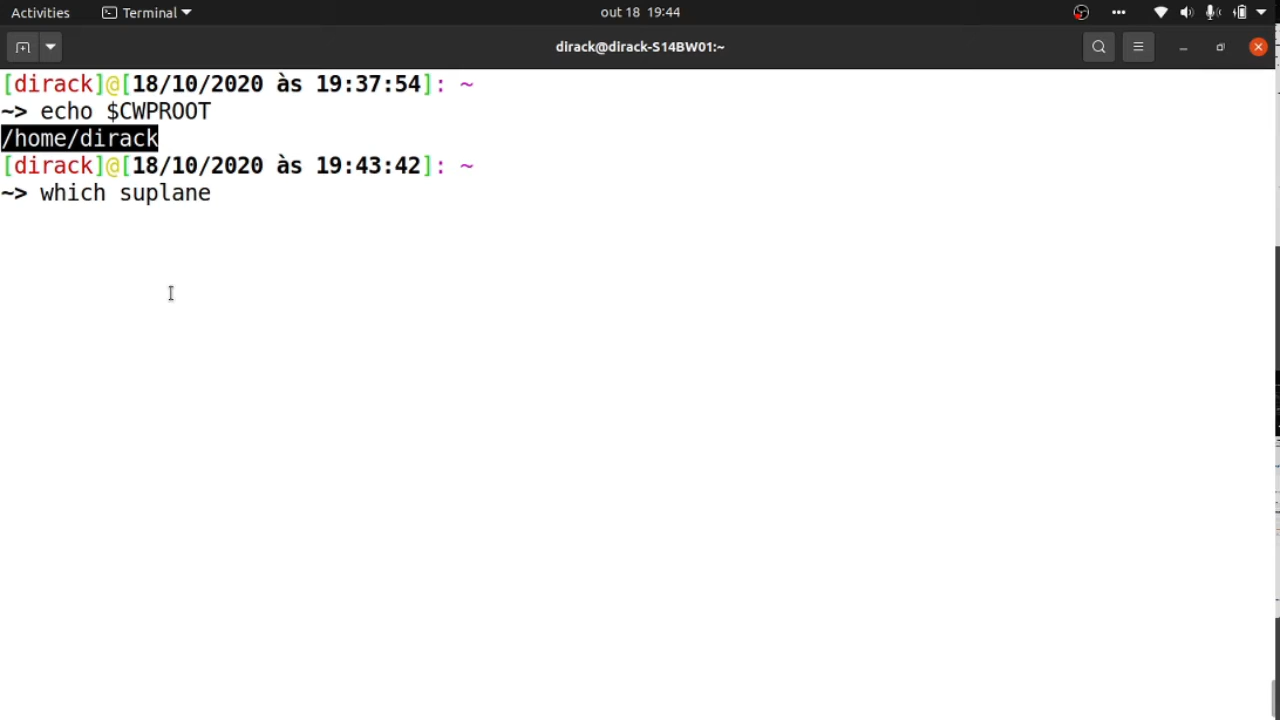 Activities Terminal out 18 19:44
dirack@dirack-S14BW01:~
[dirack]@[18/10/2020 às 19:37:54]: ~
~> echo $CWPROOT
/home/dirack
[dirack]@[18/10/2020 às 19:43:42]: ~
~> which suplane